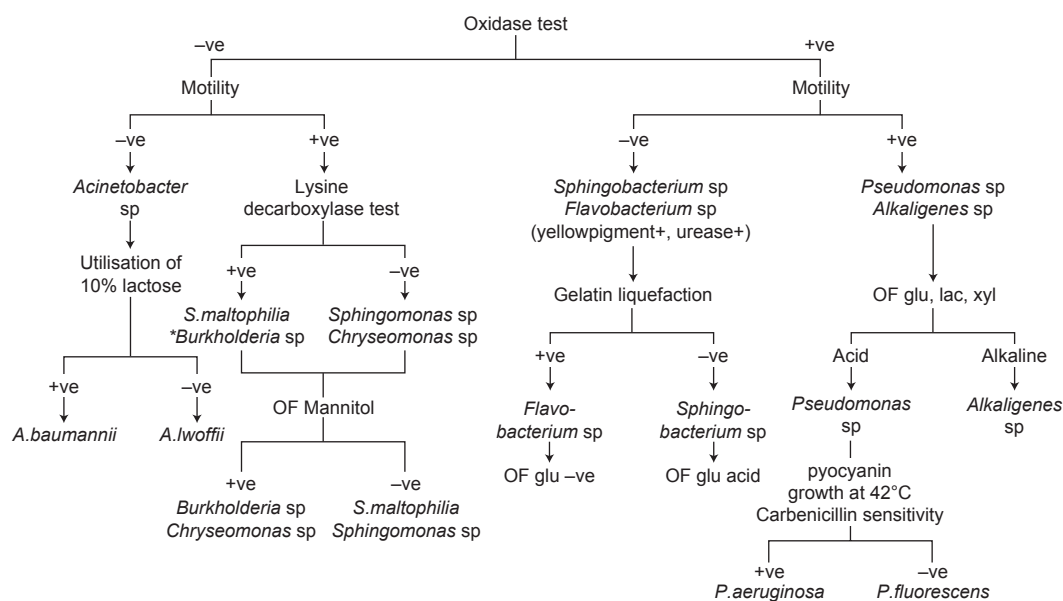 Oxidase test
–ve
+ve
Motility
Motility
–ve
+ve
–ve
+ve
Acinetobacter
sp
Lysine
decarboxylase test
Sphingobacterium sp
Flavobacterium sp
(yellowpigment+, urease+)
Pseudomonas sp
Alkaligenes sp
Utilisation of
10% lactose
+ve
–ve
Gelatin liquefaction
OF glu, lac, xyl
S.maltophilia
*Burkholderia sp
Sphingomonas sp
Chryseomonas sp
+ve
–ve
+ve
–ve
Acid
Alkaline
A.baumannii
A.lwoffii
OF Mannitol
Flavo-
bacterium sp
Sphingo-
bacterium sp
Pseudomonas
sp
Alkaligenes
sp
+ve
–ve
OF glu –ve
OF glu acid
pyocyanin
growth at 42°C
Carbenicillin sensitivity
Burkholderia sp
Chryseomonas sp
S.maltophilia
Sphingomonas sp
+ve
–ve
P.aeruginosa
P.fluorescens